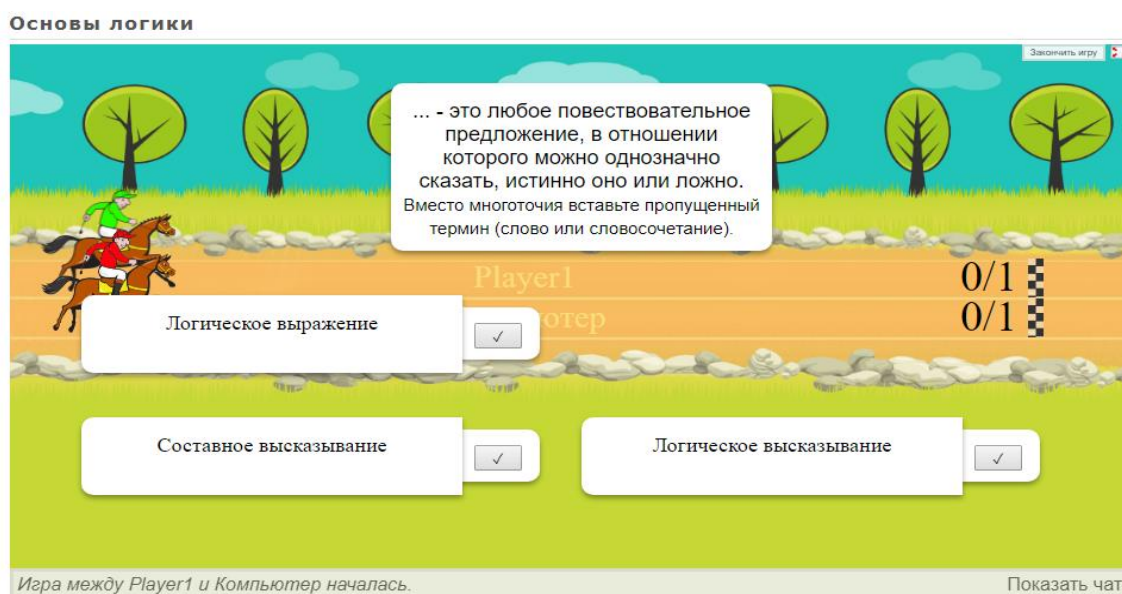 Основы логики
Закончить игру
... - это любое повествовательное
предложение, в отношении
которого можно однозначно
сказать, истинно оно или ложно.
Вместо многоточия вставьте пропущенный
термин (слово или словосочетание).
Player1
0/1
0/1
Логическое выражение
✓
Составное высказывание
✓
Логическое высказывание
✓
Игра между Player1 и Компьютер началась.
Показать чат